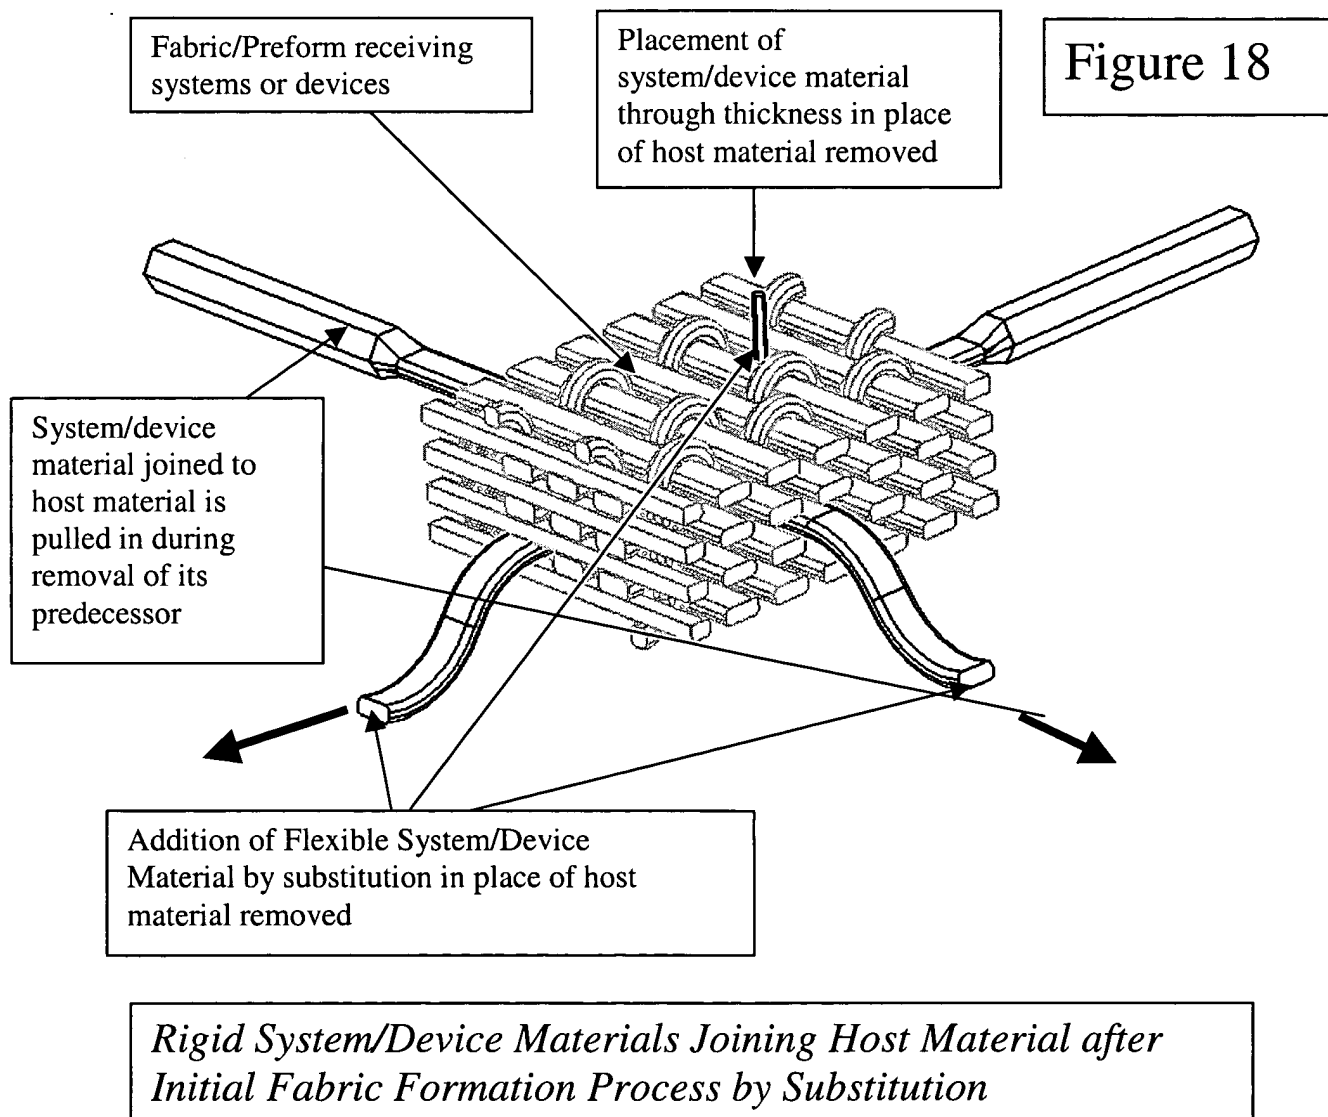 Fabric/Preform receiving
systems or devices
Placement of
system/device material
through thickness in place
of host material removed
Figure 18
System/device
material joined to
host material is
pulled in during
removal of its
predecessor
Addition of Flexible System/Device
Material by substitution in place of host
material removed
Rigid System/Device Materials Joining Host Material after
Initial Fabric Formation Process by Substitution